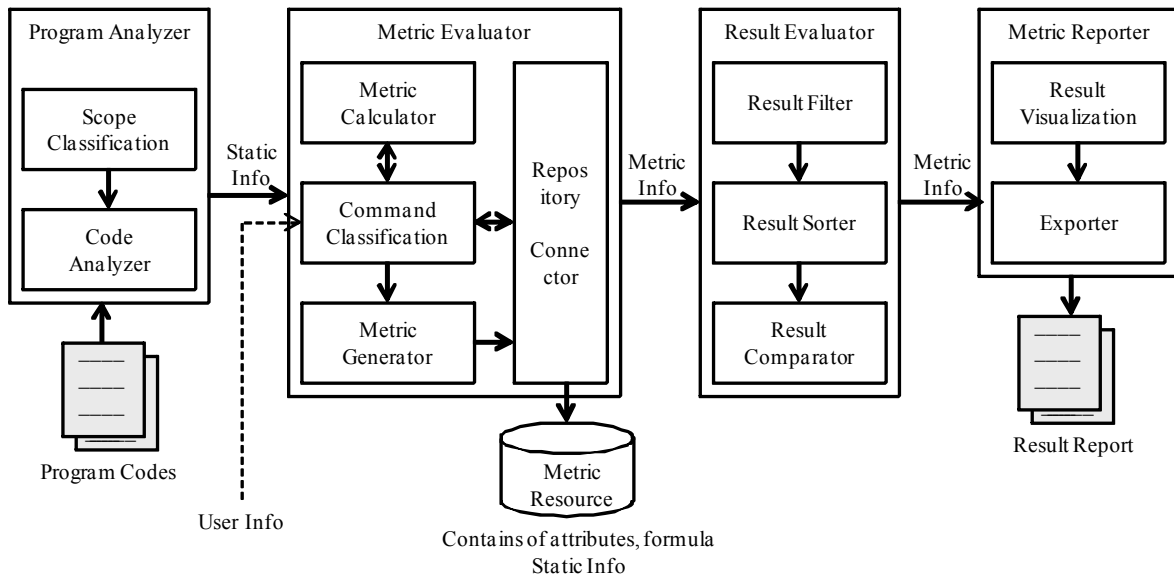 Program Analyzer
Scope
Classification
Code
Analyzer
Program Codes
Static
Info
User Info
Metric Evaluator
Metric
Calculator
Command
Classification
Metric
Generator
Repos
itory
Conne
ctor
Metric
Resource
Contains of attributes, formula
Static Info
Metric
Info
Result Evaluator
Result Filter
Result Sorter
Result
Comparator
Metric
Info
Metric Reporter
Result
Visualization
Exporter
Result Report